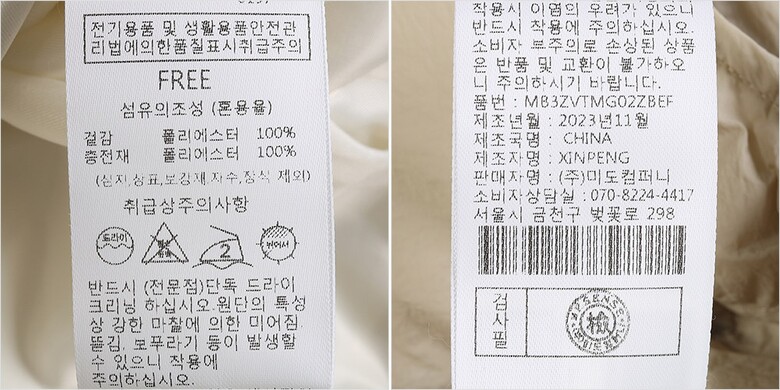 전기용품 및 생활용품안전관
리법에의한품질표시취급주의
FREE
섬유의조성 (혼용율)
겉감 폴리에스터 100%
충전재 폴리에스터 100%
(심지,상표,보강재,자수,장식 제외)
취급상주의사항
드라이
2
뉘어서
반드시 (전문점)단독 드라이
크리닝 하십시오.원단의 특성
상 강한 마찰에 의한 미어짐.
뜯김, 보푸라기 등이 발생할
수 있으니 착용에
주의하십시오.
착용시 이염의 우려가 있으니
반드시 착용에 주의하십시오.
소비자 부주의로 손상된 상품
은 반품 및 교환이 불가하오
니 주의하시기 바랍니다.
품번 : MB3ZVTMG02ZBEF
제조년월 : 2023년11월
제조국명 : CHINA
제조자명 : XINPENG
판매자명 : (주)미도컴퍼니
소비자상담실 : 070-8224-4417
서울시 금천구 벚꽃로 298
검사필
檢